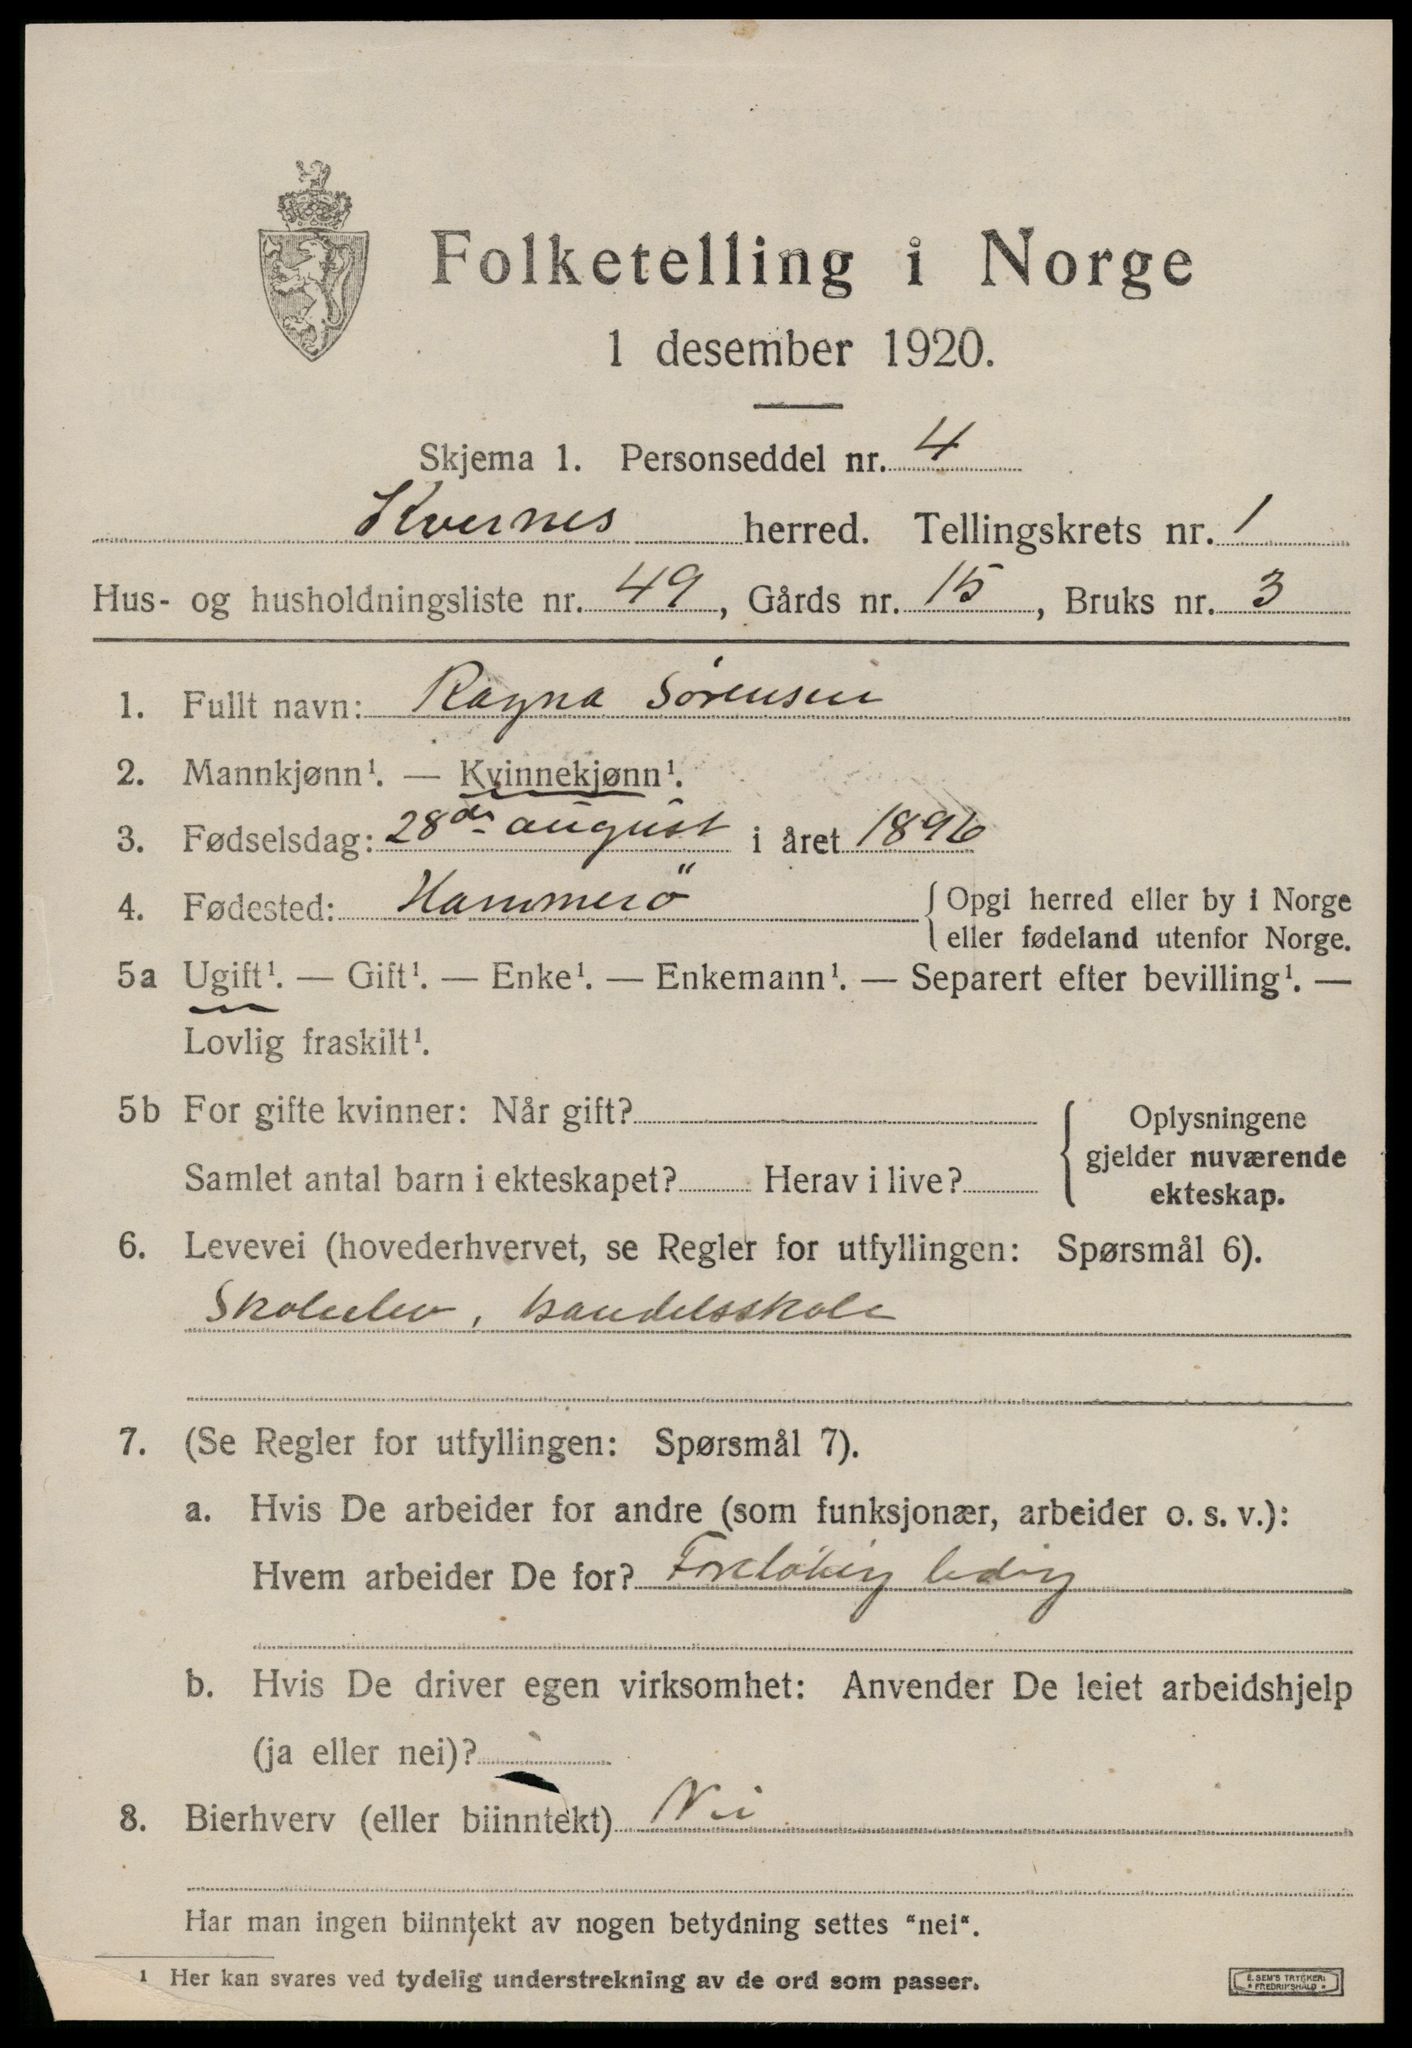 Folketelling i Norge
1 desember 1920.
Skjema 1. Personseddel nr. 4
Kvernes herred. Tellingskrets nr. 1
Hus- og husholdningsliste nr. 49, Gårds nr. 15, Bruks nr. 3
1. Fullt navn: Ragna Sørensen
2. Mannkjønn¹. — Kvinnekjønn¹.
3. Fødselsdag: 28de august i året 1896
4. Fødested: Hammerö { Opgi herred eller by i Norge
eller fødeland utenfor Norge.
5a Ugift¹. — Gift¹. — Enke¹. — Enkemann¹. — Separert efter bevilling¹. —
Lovlig fraskilt¹.
5b For gifte kvinner: Når gift? { Oplysningene
gjelder nuværende
ekteskap.
Samlet antal barn i ekteskapet? Herav i live?
6. Levevei (hovederhvervet, se Regler for utfyllingen: Spørsmål 6).
Skoleelev, handelsskole
7. (Se Regler for utfyllingen: Spørsmål 7).
a. Hvis De arbeider for andre (som funksjonær, arbeider o. s. v.):
Hvem arbeider De for? Foreløbig ledig
b. Hvis De driver egen virksomhet: Anvender De leiet arbeidshjelp
(ja eller nei)?
8. Bierhverv (eller biinntekt) Nei
Har man ingen biinntekt av nogen betydning settes "nei".
¹ Her kan svares ved tydelig understrekning av de ord som passer.
E. SEM'S TRYKKERI
* FREDRIKSHALD *